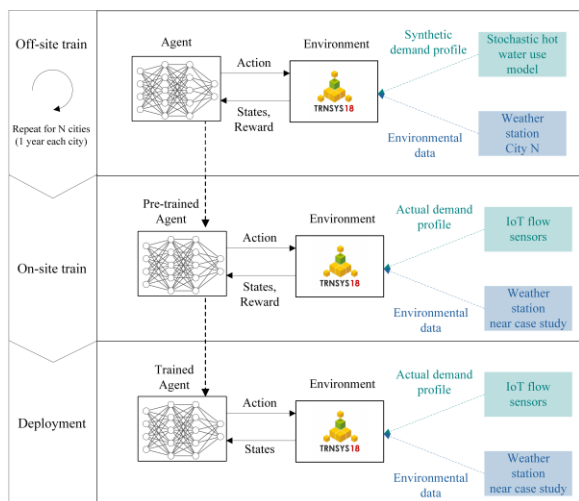 Off-site train
Repeat for N cities
(1 year each city)
Agent
Action
States,
Reward
Environment
TRNSYS18
Synthetic demand profile
Environmental
data
Stochastic hot
water use
model
Weather
station
City N
On-site train
Pre-trained
Agent
Action
States,
Reward
Environment
TRNSYS18
Actual demand
profile
Environmental
data
IoT flow
sensors
Weather
station
near case study
Deployment
Trained
Agent
Action
States
Environment
TRNSYS18
Actual demand
profile
Environmental
data
IoT flow
sensors
Weather
station
near case study